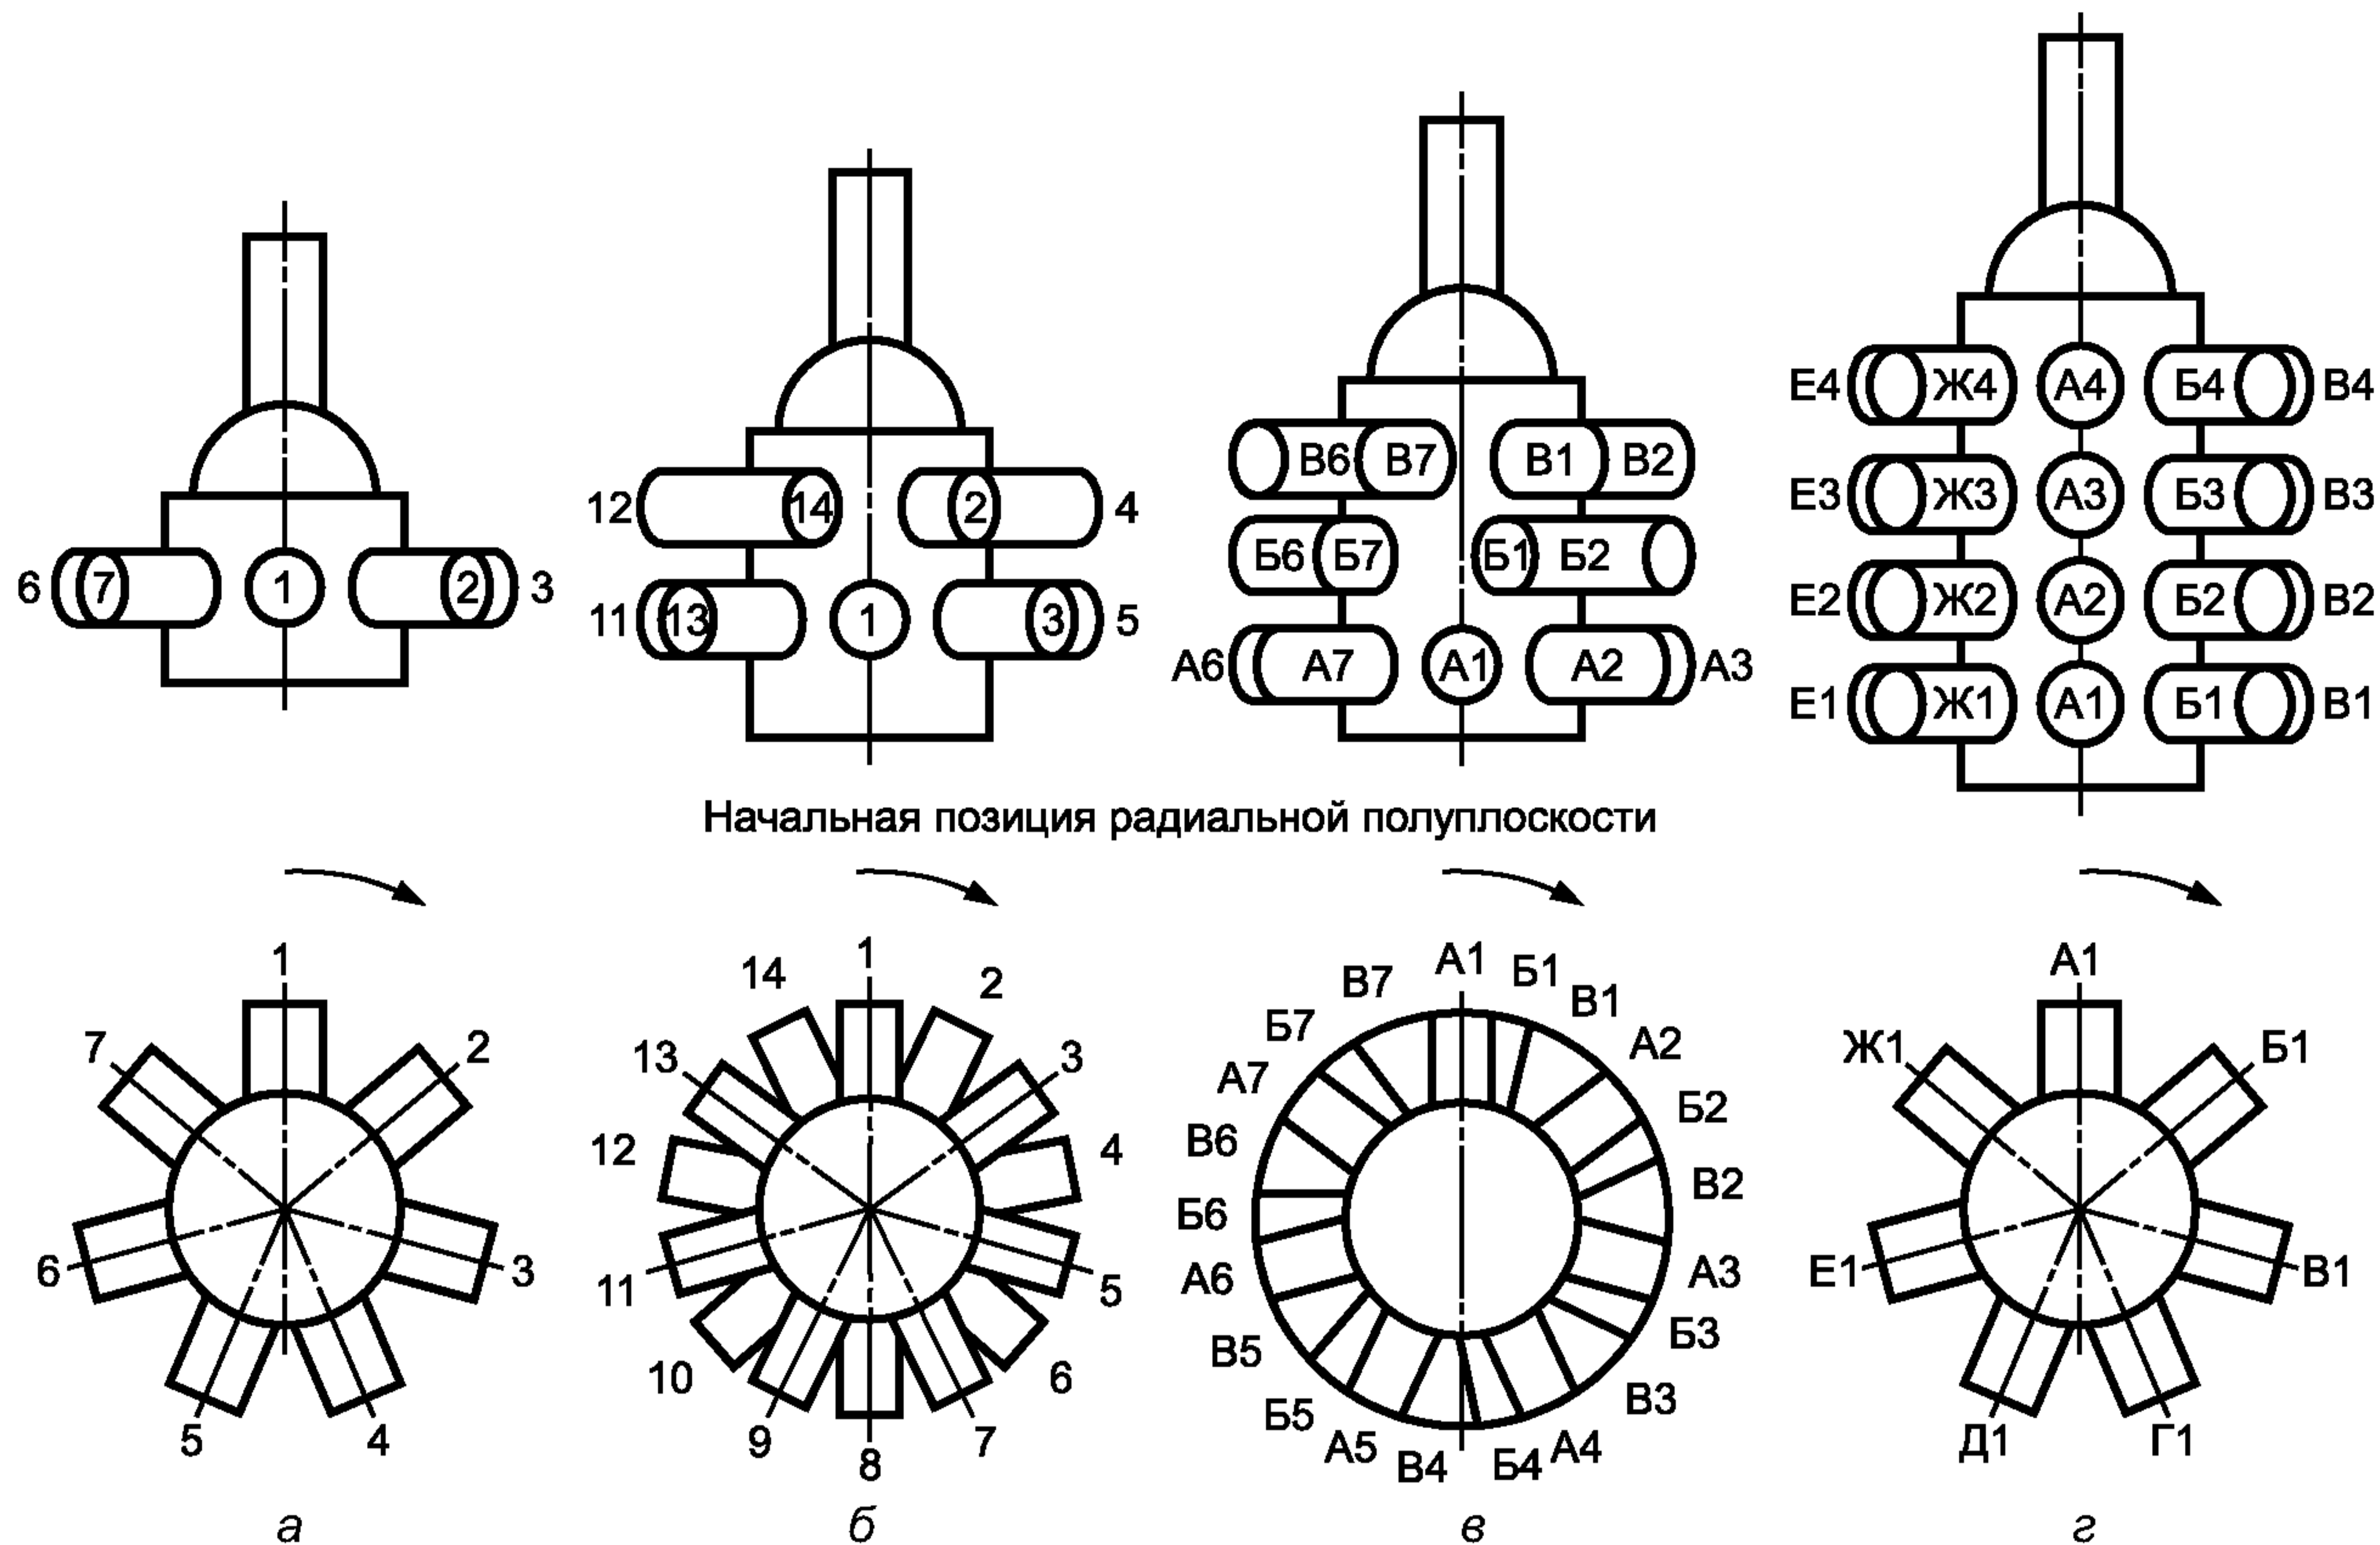 6 7 1 2 3
12 14 2 4
11 13 1 3 5
В6 В7 В1 В2
Б6 Б7 Б1 Б2
А6 А7 А1 А2 А3
Е4 Ж4 А4 Б4 В4
Е3 Ж3 А3 Б3 В3
Е2 Ж2 А2 Б2 В2
Е1 Ж1 А1 Б1 В1
Начальная позиция радиальной полуплоскости
1
7 2
6 3
5 4
а
1
14 2
13 3
12 4
11 5
10 6
9 7
8
б
А1
В7 Б1
Б7 В1
А7 А2
В6 Б2
Б6 В2
А6 А3
В5 Б3
Б5 В3
А5 В4 Б4 А4
в
А1
Ж1 Б1
Е1 В1
Д1 Г1
г